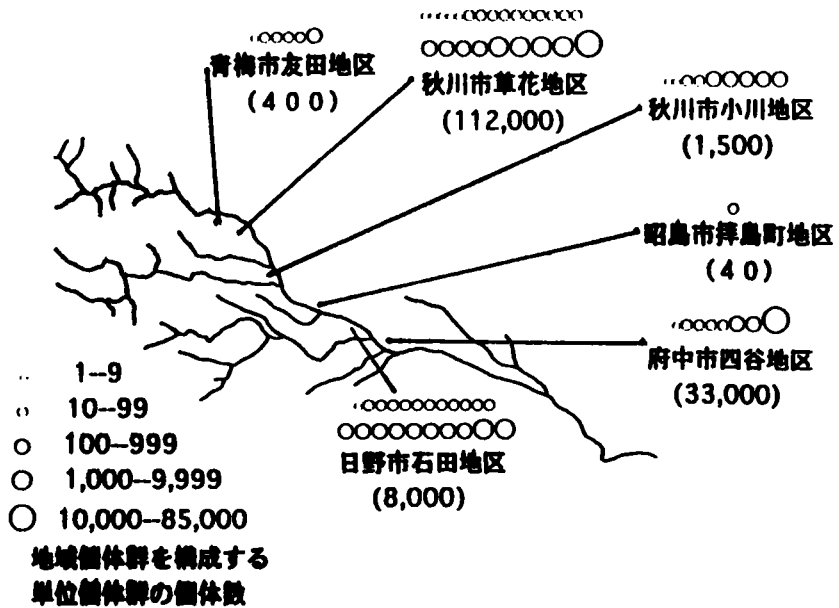 青梅市友田地区
(400)
秋川市草花地区
(112,000)
秋川市小川地区
(1,500)
昭島市拝島町地区
(40)
府中市四谷地区
(33,000)
日野市石田地区
(8,000)
1--9
10--99
100--999
1,000--9,999
10,000--85,000
地域個体群を構成する
単位個体群の個体数